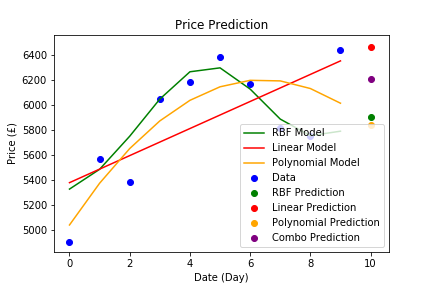 Price Prediction
6400
6200
6000
5800
5600
5400
5200
5000
Price (£)
RBF Model
Linear Model
Polynomial Model
Data
RBF Prediction
Linear Prediction
Polynomial Prediction
Combo Prediction
0 2 4 6 8 10
Date (Day)